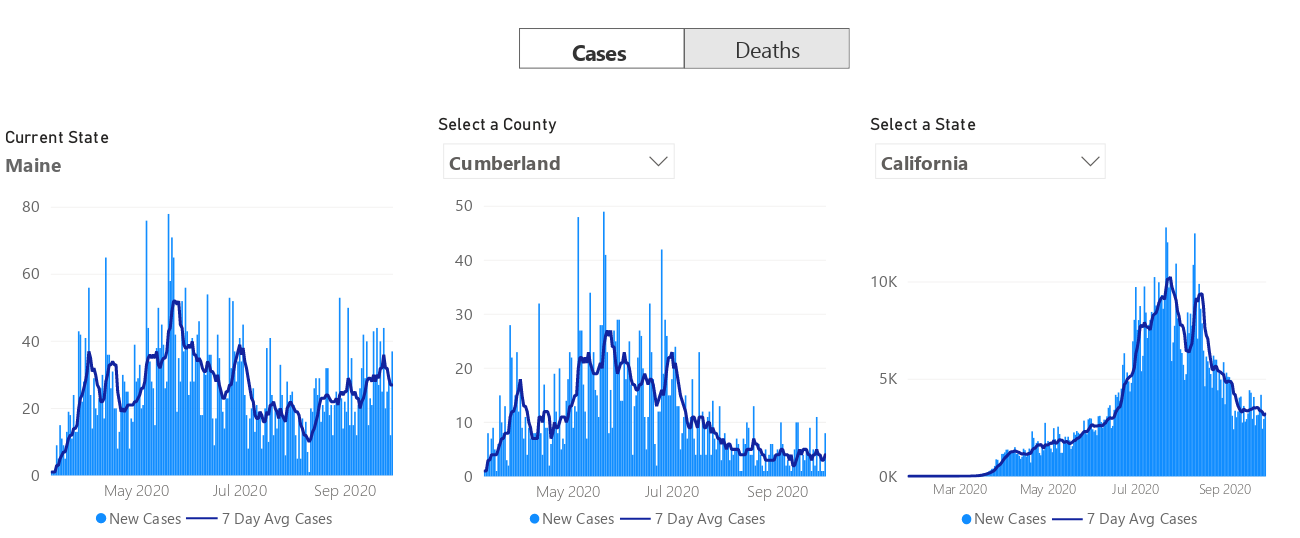 Cases Deaths
Current State
Maine
80
60
40
20
0
May 2020 Jul 2020 Sep 2020
New Cases 7 Day Avg Cases
Select a County
Cumberland
50
40
30
20
10
0
May 2020 Jul 2020 Sep 2020
New Cases 7 Day Avg Cases
Select a State
California
10K
5K
0K
Mar 2020 May 2020 Jul 2020 Sep 2020
New Cases 7 Day Avg Cases